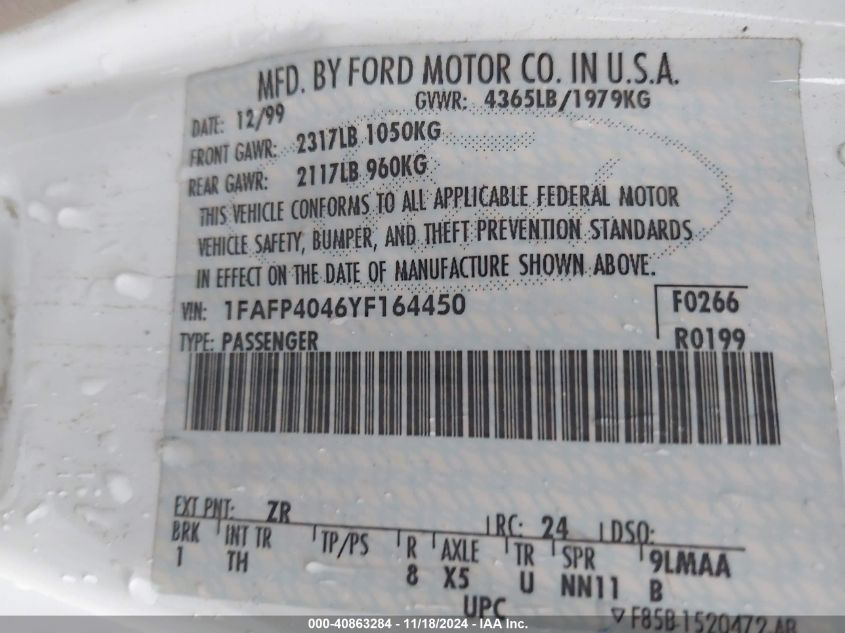 MFD. BY FORD MOTOR CO. IN U.S.A.
DATE: 12/99 GVWR: 4365LB/1979KG
FRONT GAWR: 2317LB 1050KG
REAR GAWR: 2117LB 960KG
THIS VEHICLE CONFORMS TO ALL APPLICABLE FEDERAL MOTOR
VEHICLE SAFETY, BUMPER, AND THEFT PREVENTION STANDARDS
IN EFFECT ON THE DATE OF MANUFACTURE SHOWN ABOVE.
VIN: 1FAFP4046YF164450 F0266
TYPE: PASSENGER R0199
EXT PNT: ZR RC: 24 DSO:
BRK INT TR TP/PS R AXLE TR SPR 9LMAA
1 TH 8 X5 U NN11 B
UPC F85B-1520472-AB
000-40863284 - 11/18/2024 - IAA Inc.